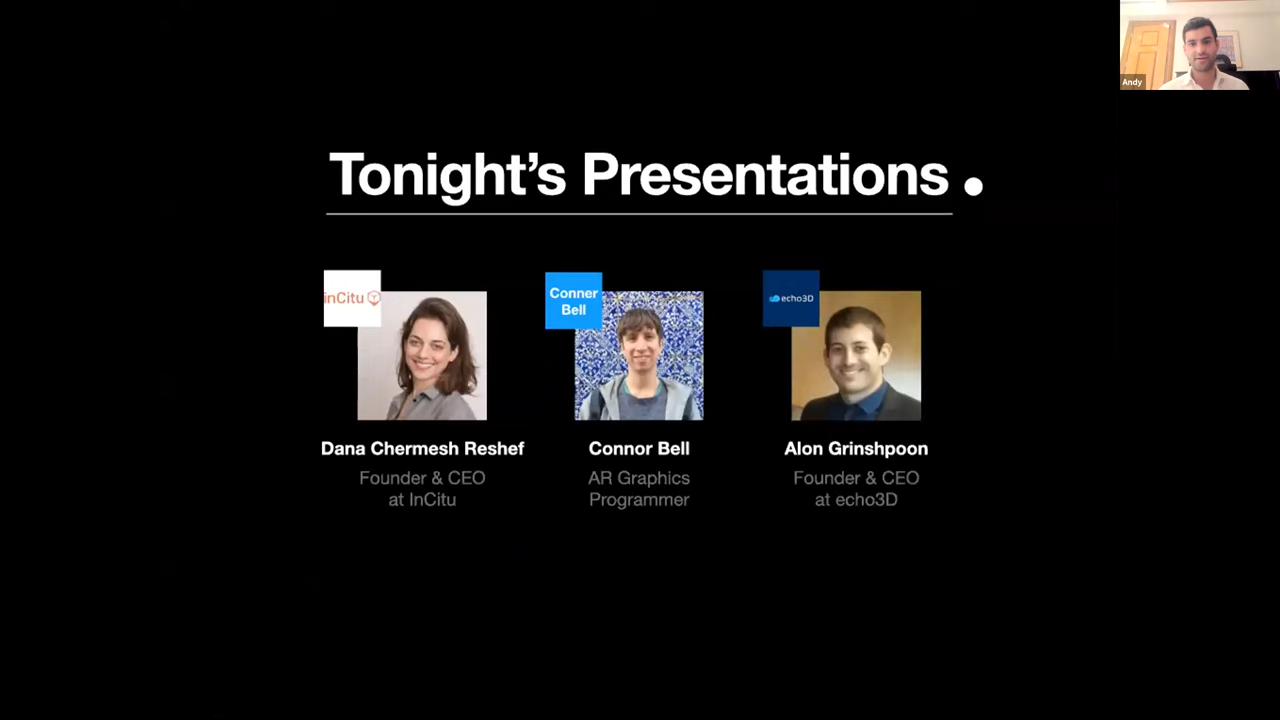 Andy
Tonight's Presentations.
inCitu
Conner
Bell
echo3D
Dana Chermesh Reshef
Connor Bell
Alon Grinshpoon
Founder & CEO
at InCitu
AR Graphics
Programmer
Founder & CEO
at echo3D